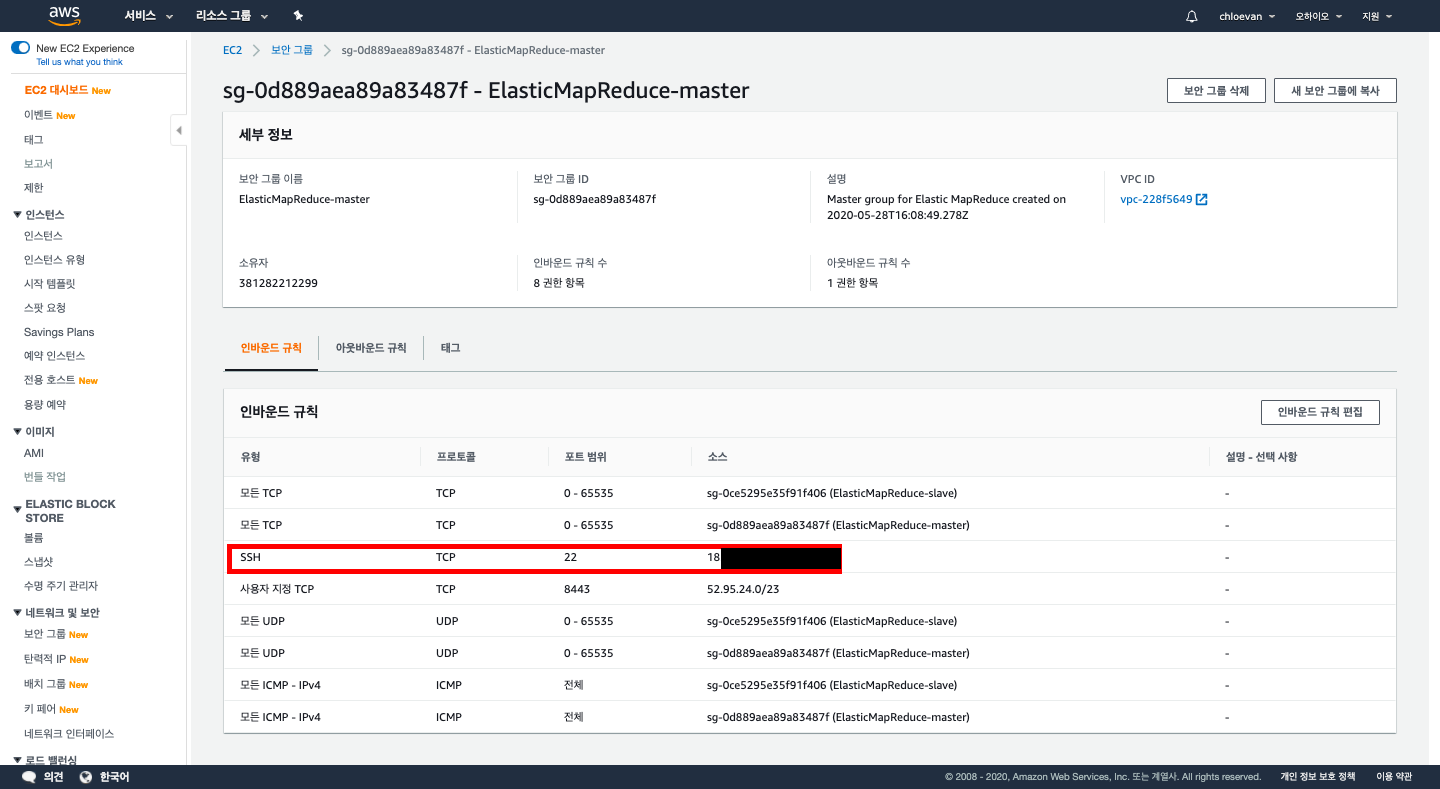 aws 서비스 리소스 그룹 chloevan 오하이오 지원
New EC2 Experience
Tell us what you think
EC2 대시보드 New
이벤트 New
태그
보고서
제한
인스턴스
인스턴스
인스턴스 유형
시작 템플릿
스팟 요청
Savings Plans
예약 인스턴스
전용 호스트 New
용량 예약
이미지
AMI
번들 작업
ELASTIC BLOCK
STORE
볼륨
스냅샷
수명 주기 관리자
네트워크 및 보안
보안 그룹 New
탄력적 IP New
배치 그룹 New
키 페어 New
네트워크 인터페이스
로드 밸런싱
EC2 보안 그룹 sg-0d889aea89a83487f - ElasticMapReduce-master
sg-0d889aea89a83487f - ElasticMapReduce-master 보안 그룹 삭제 새 보안 그룹에 복사
세부 정보
보안 그룹 이름 보안 그룹 ID 설명 VPC ID
ElasticMapReduce-master sg-0d889aea89a83487f Master group for Elastic MapReduce created on vpc-228f5649
2020-05-28T16:08:49.278Z
소유자 인바운드 규칙 수 아웃바운드 규칙 수
381282212299 8 권한 항목 1 권한 항목
인바운드 규칙 아웃바운드 규칙 태그
인바운드 규칙 인바운드 규칙 편집
유형 프로토콜 포트 범위 소스 설명 - 선택 사항
모든 TCP TCP 0 - 65535 sg-0ce5295e35f91f406 (ElasticMapReduce-slave) -
모든 TCP TCP 0 - 65535 sg-0d889aea89a83487f (ElasticMapReduce-master) -
SSH TCP 22 18 -
사용자 지정 TCP TCP 8443 52.95.24.0/23 -
모든 UDP UDP 0 - 65535 sg-0ce5295e35f91f406 (ElasticMapReduce-slave) -
모든 UDP UDP 0 - 65535 sg-0d889aea89a83487f (ElasticMapReduce-master) -
모든 ICMP - IPv4 ICMP 전체 sg-0ce5295e35f91f406 (ElasticMapReduce-slave) -
모든 ICMP - IPv4 ICMP 전체 sg-0d889aea89a83487f (ElasticMapReduce-master) -
의견 한국어 © 2008 - 2020, Amazon Web Services, Inc. 또는 계열사. All rights reserved. 개인 정보 보호 정책 이용 약관